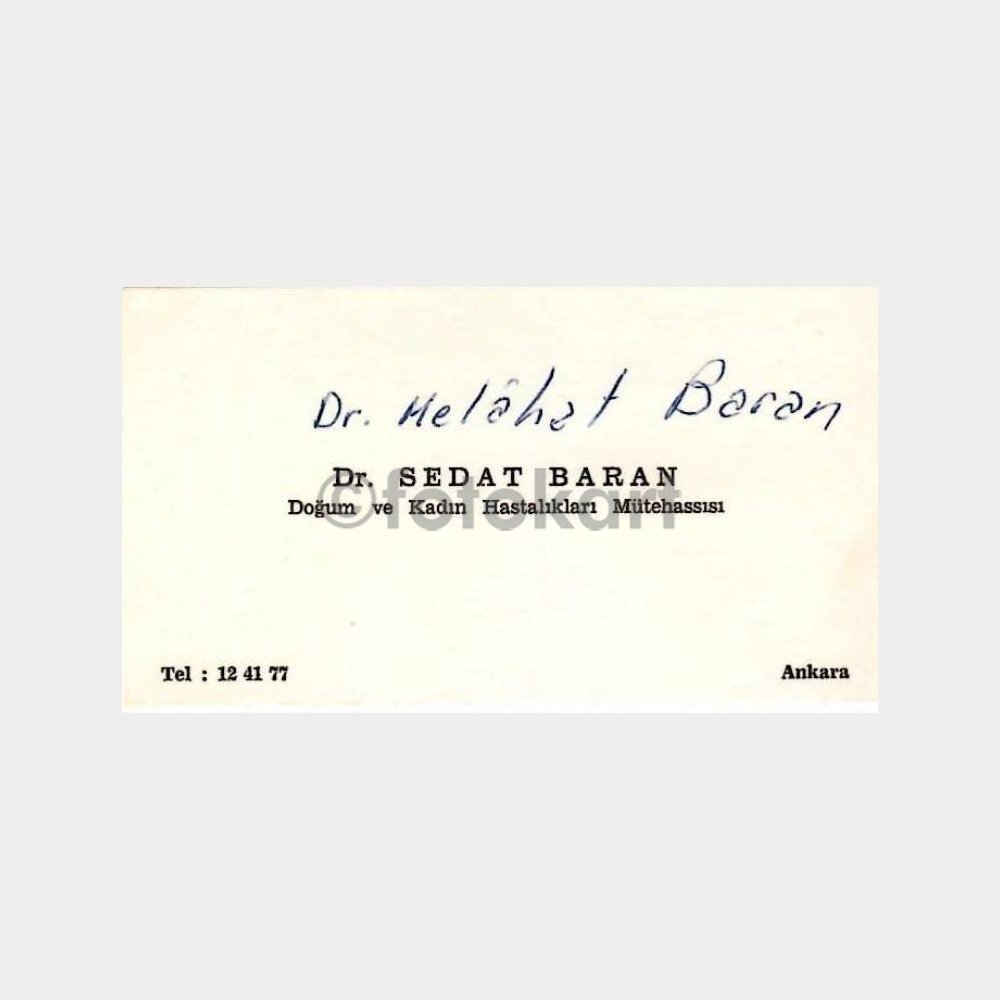 Dr. Melâhat Baran
Dr. SEDAT BARAN
©fotokart
Doğum ve Kadın Hastalıkları Mütehassısı
Tel : 12 41 77
Ankara